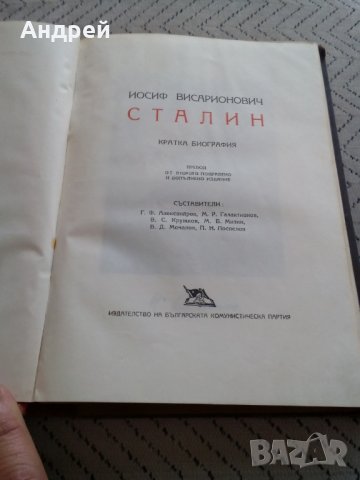 Андрей
ИОСИФ ВИСАРИОНОВИЧ
СТАЛИН
КРАТКА БИОГРАФИЯ
ПРЕВОД
ОТ ВТОРОТО ПОПРАВЕНО
И ДОПЪЛНЕНО ИЗДАНИЕ
СЪСТАВИТЕЛИ:
Г. Ф. Александров, М. Р. Галактионов,
В. С. Кружков, М. Б. Митин,
В. Д. Мочалов, П. Н. Поспелов
ИЗДАТЕЛСТВО НА БЪЛГАРСКАТА КОМУНИСТИЧЕСКА ПАРТИЯ
BAZAR